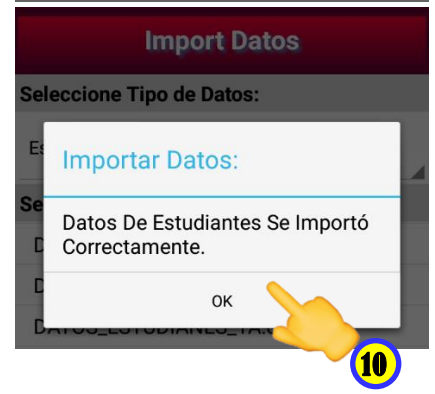 Import Datos
Seleccione Tipo de Datos:
Importar Datos:
Datos De Estudiantes Se Importó
Correctamente.
OK
10